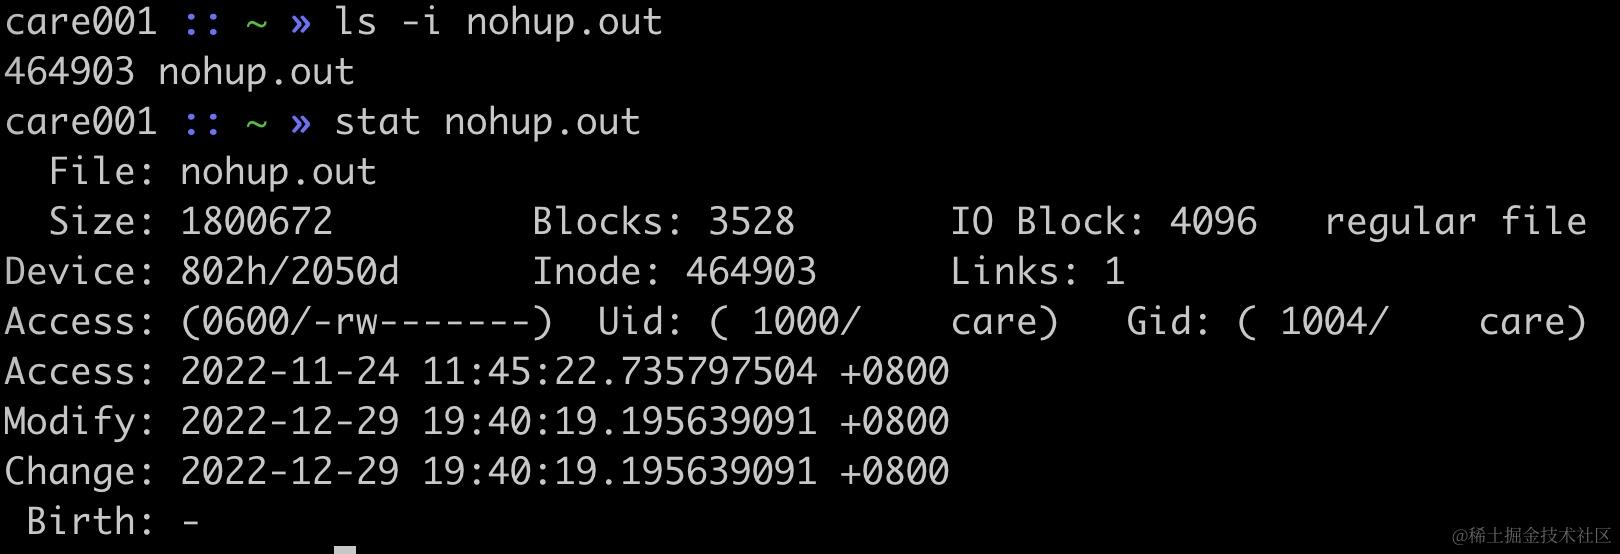 care001 :: ~ » ls -i nohup.out
464903 nohup.out
care001 :: ~ » stat nohup.out
  File: nohup.out
  Size: 1800672         Blocks: 3528       IO Block: 4096   regular file
Device: 802h/2050d      Inode: 464903      Links: 1
Access: (0600/-rw-------)  Uid: ( 1000/    care)   Gid: ( 1004/    care)
Access: 2022-11-24 11:45:22.735797504 +0800
Modify: 2022-12-29 19:40:19.195639091 +0800
Change: 2022-12-29 19:40:19.195639091 +0800
 Birth: -
@稀土掘金技术社区